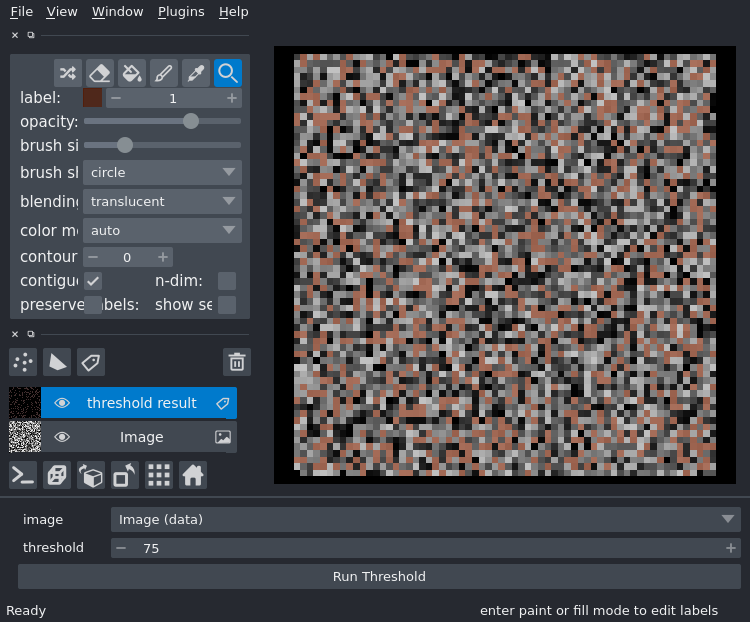 File View Window Plugins Help
label: 1
opacity:
brush si
brush sl circle
blending translucent
color m auto
contour 0
contigu n-dim:
preserve abels: show se
threshold result
Image
image Image (data)
threshold 75
Run Threshold
Ready enter paint or fill mode to edit labels